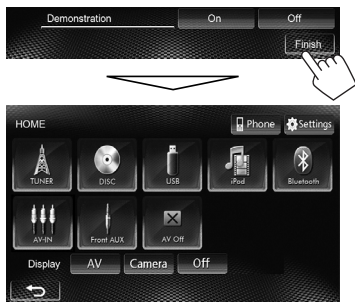 Demonstration On Off
Finish
HOME Phone Settings
TUNER DISC USB iPod Bluetooth
AV-IN Front AUX AV Off
Display AV Camera Off